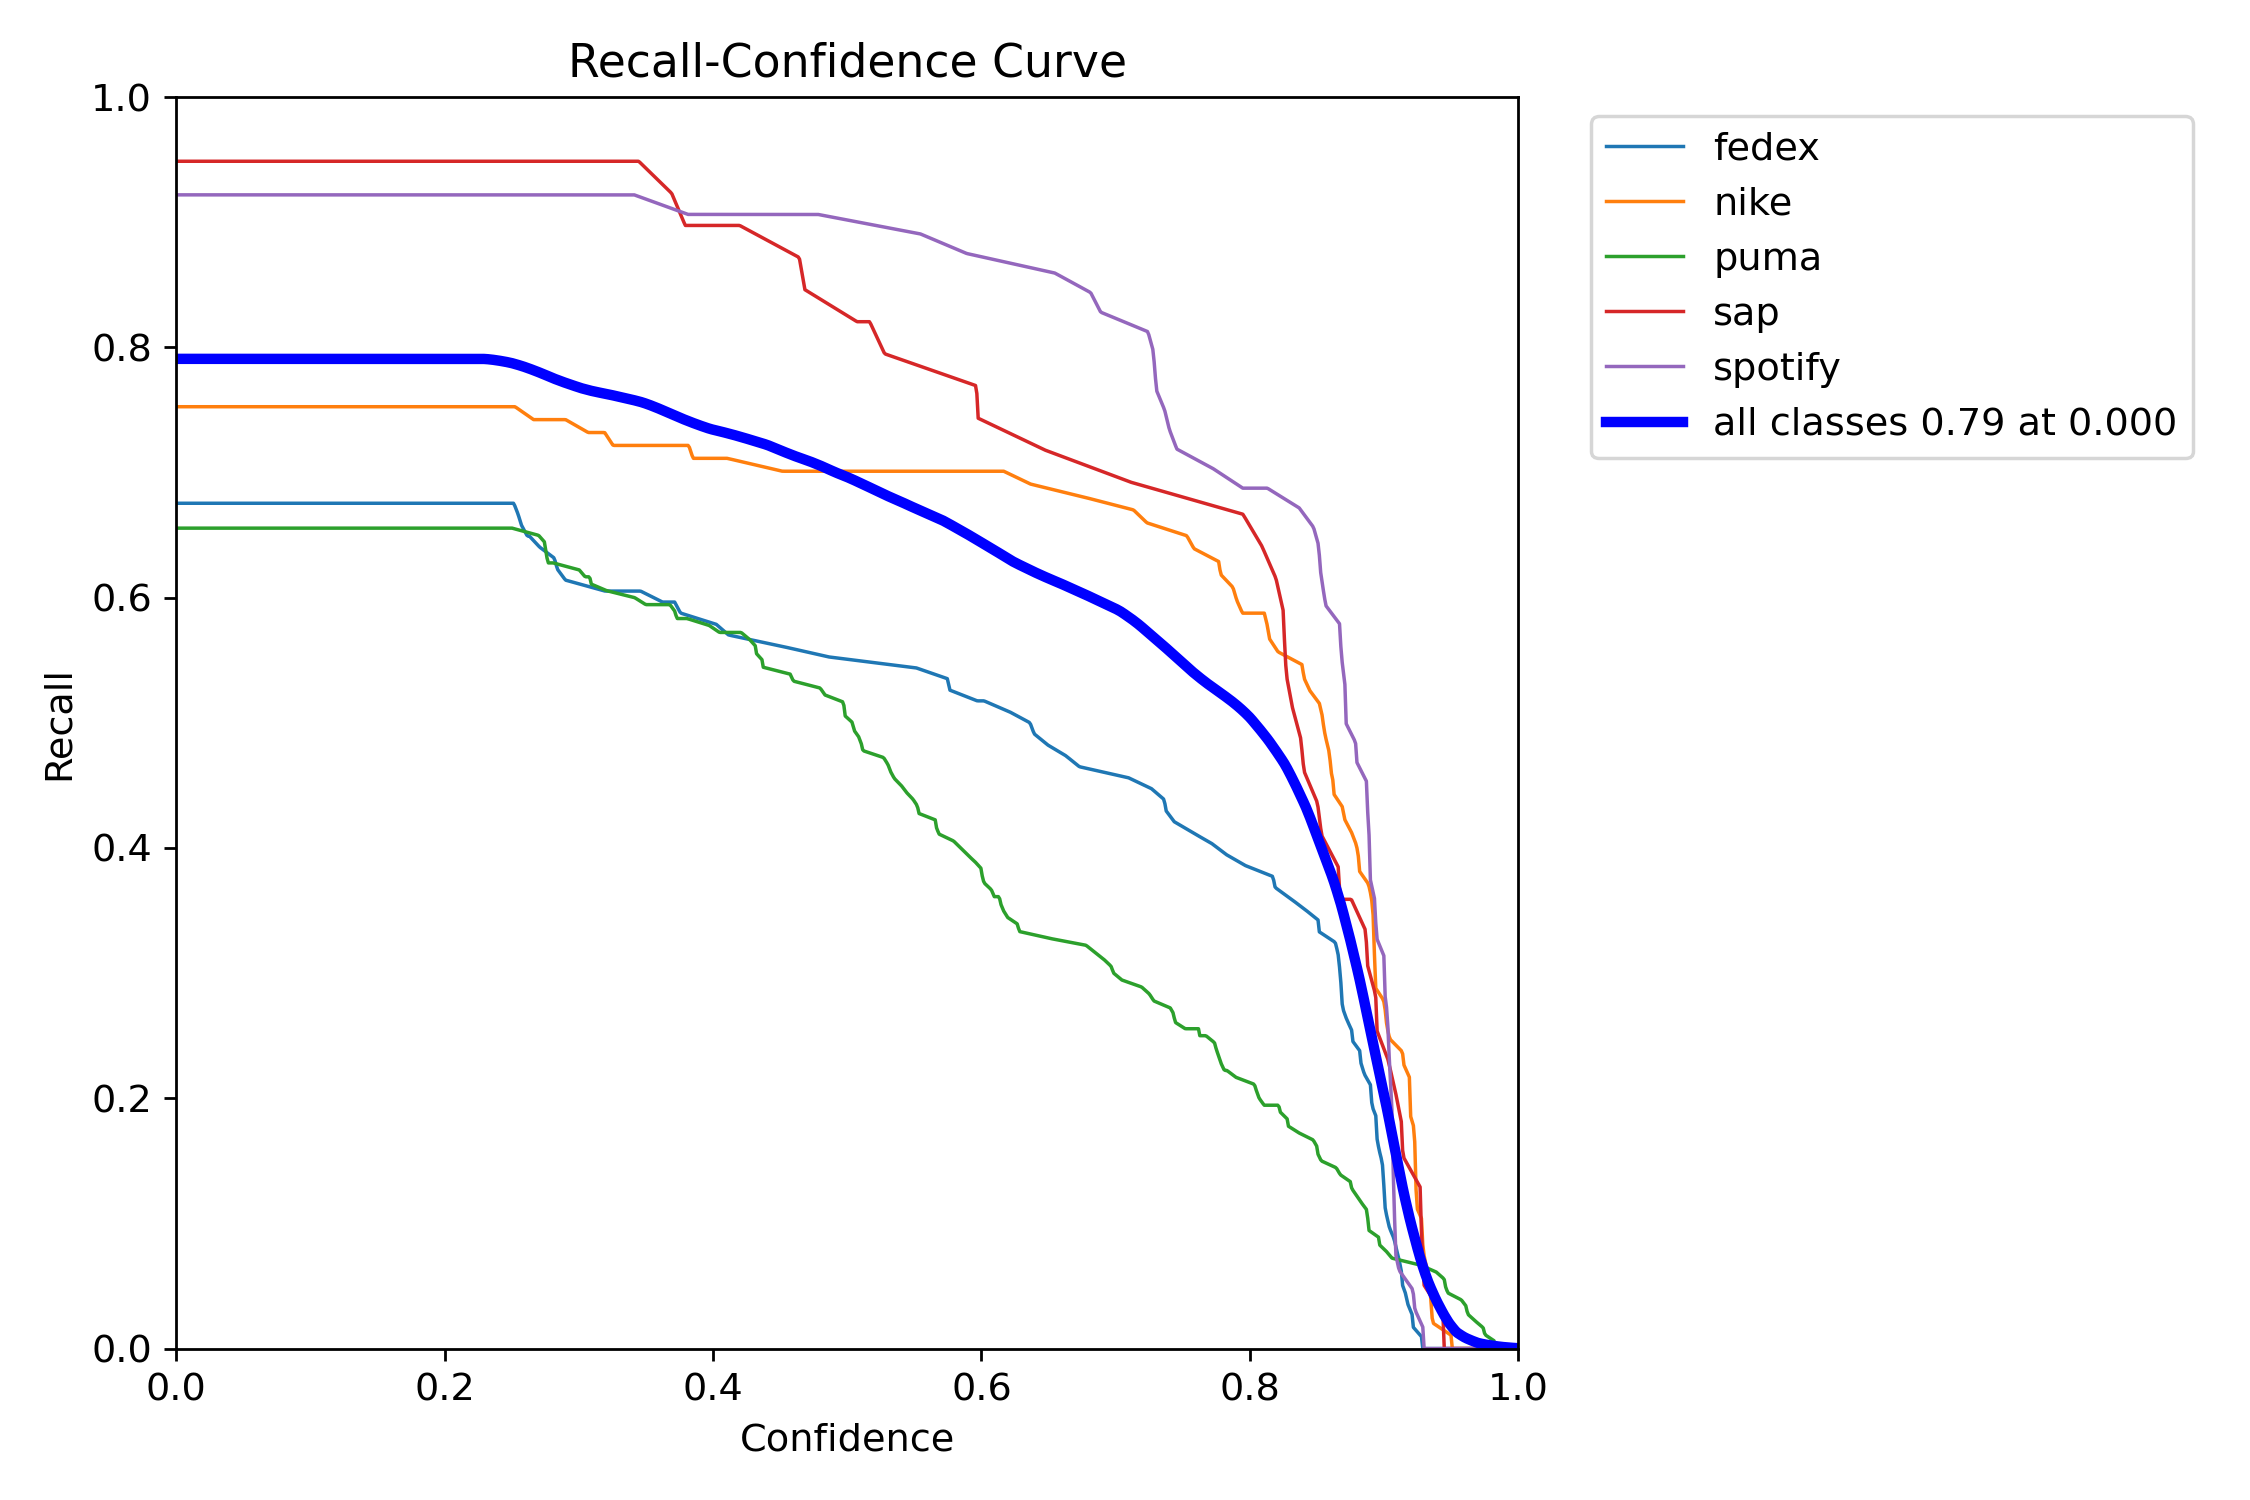 Recall-Confidence Curve
1.0
0.8
0.6
0.4
0.2
0.0
Recall
0.0 0.2 0.4 0.6 0.8 1.0
Confidence
fedex
nike
puma
sap
spotify
all classes 0.79 at 0.000